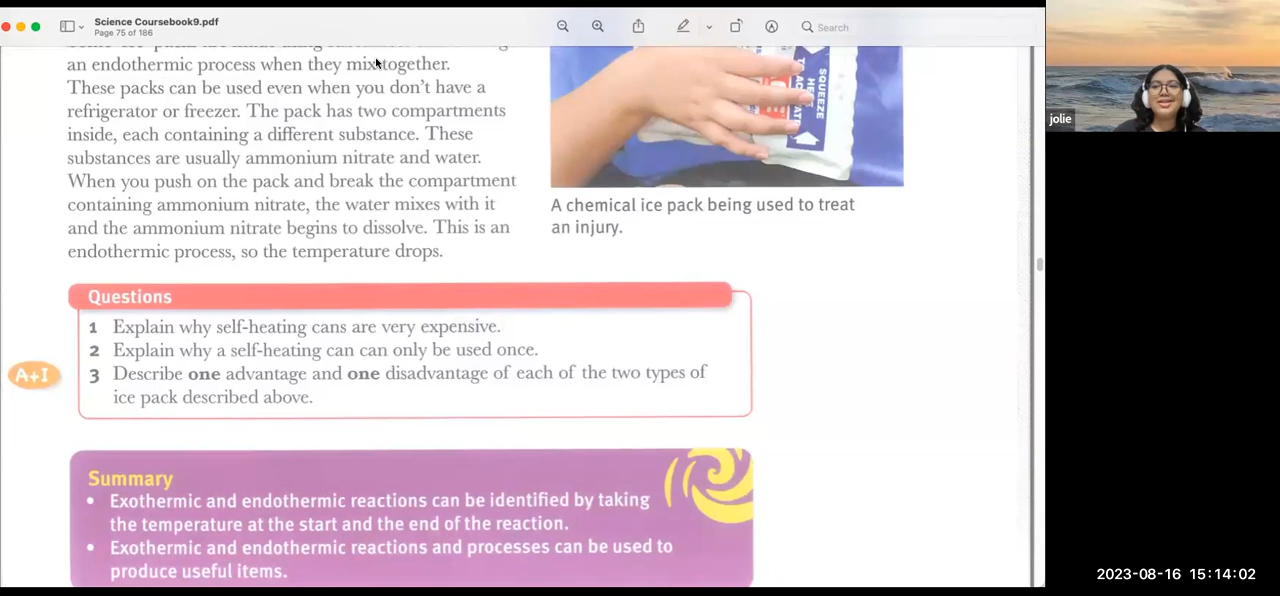 Science Coursebook9.pdf
Page 75 of 186
Search
jolie
an endothermic process when they mix together.
These packs can be used even when you don't have a
refrigerator or freezer. The pack has two compartments
inside, each containing a different substance. These
substances are usually ammonium nitrate and water.
When you push on the pack and break the compartment
containing ammonium nitrate, the water mixes with it
and the ammonium nitrate begins to dissolve. This is an
endothermic process, so the temperature drops.
SQUEEZE
HERE
TO ACTIVATE
A chemical ice pack being used to treat
an injury.
Questions
1 Explain why self-heating cans are very expensive.
2 Explain why a self-heating can can only be used once.
A+I
3 Describe one advantage and one disadvantage of each of the two types of
ice pack described above.
Summary
• Exothermic and endothermic reactions can be identified by taking
the temperature at the start and the end of the reaction.
• Exothermic and endothermic reactions and processes can be used to
produce useful items.
2023-08-16 15:14:02